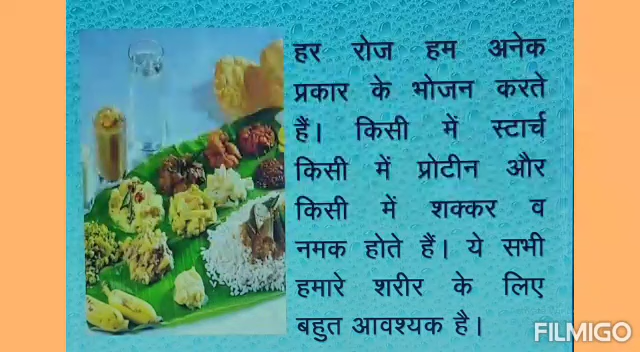 हर रोज हम अनेक
प्रकार के भोजन करते
हैं। किसी में स्टार्च
किसी में प्रोटीन और
किसी में शक्कर व
नमक होते हैं। ये सभी
हमारे शरीर के लिए
बहुत आवश्यक है।
FILMIGO